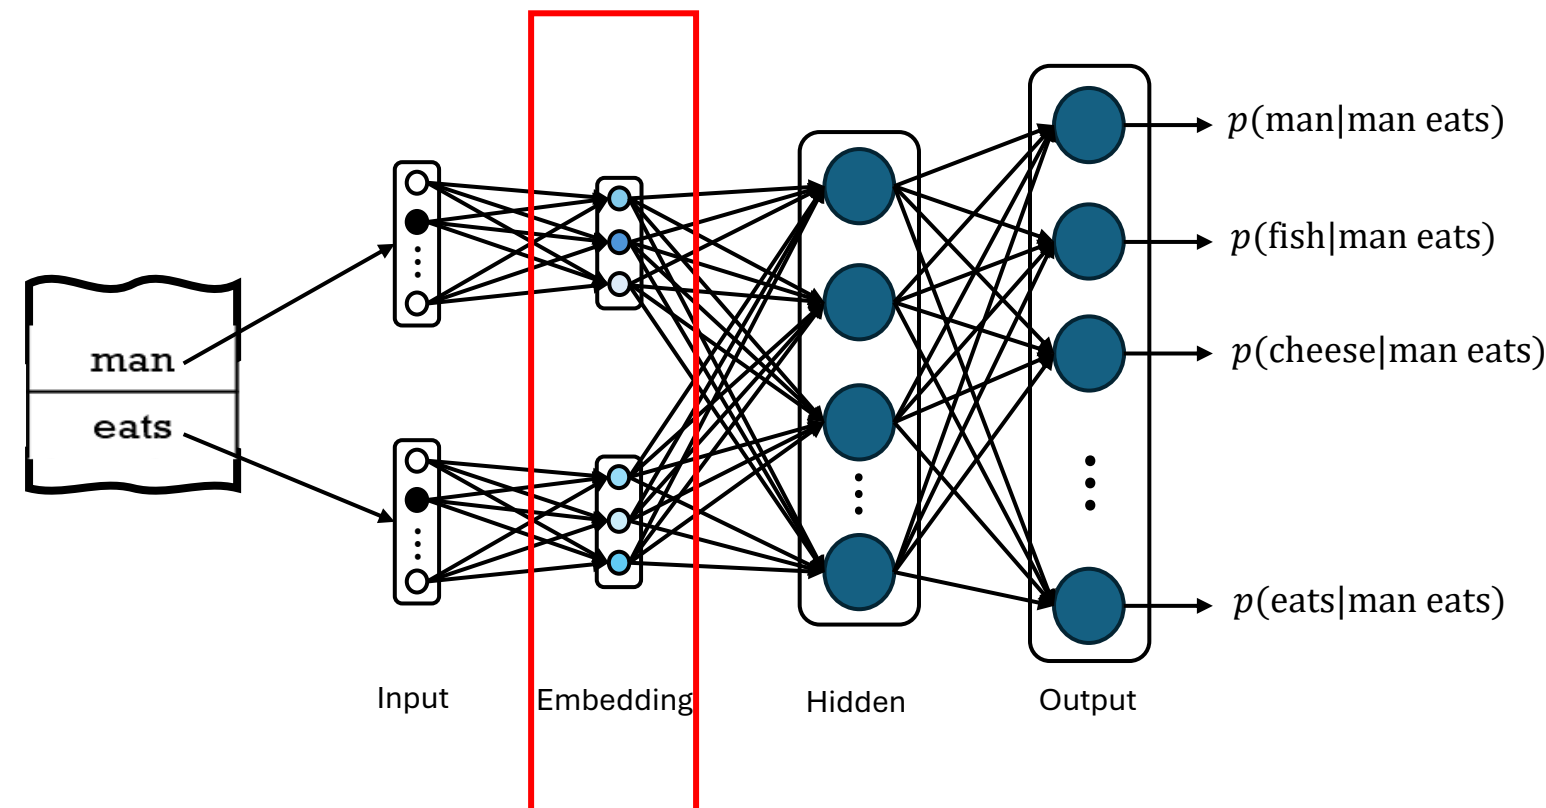 man
eats
Input
Embedding
Hidden
Output
p(man|man eats)
p(fish|man eats)
p(cheese|man eats)
p(eats|man eats)